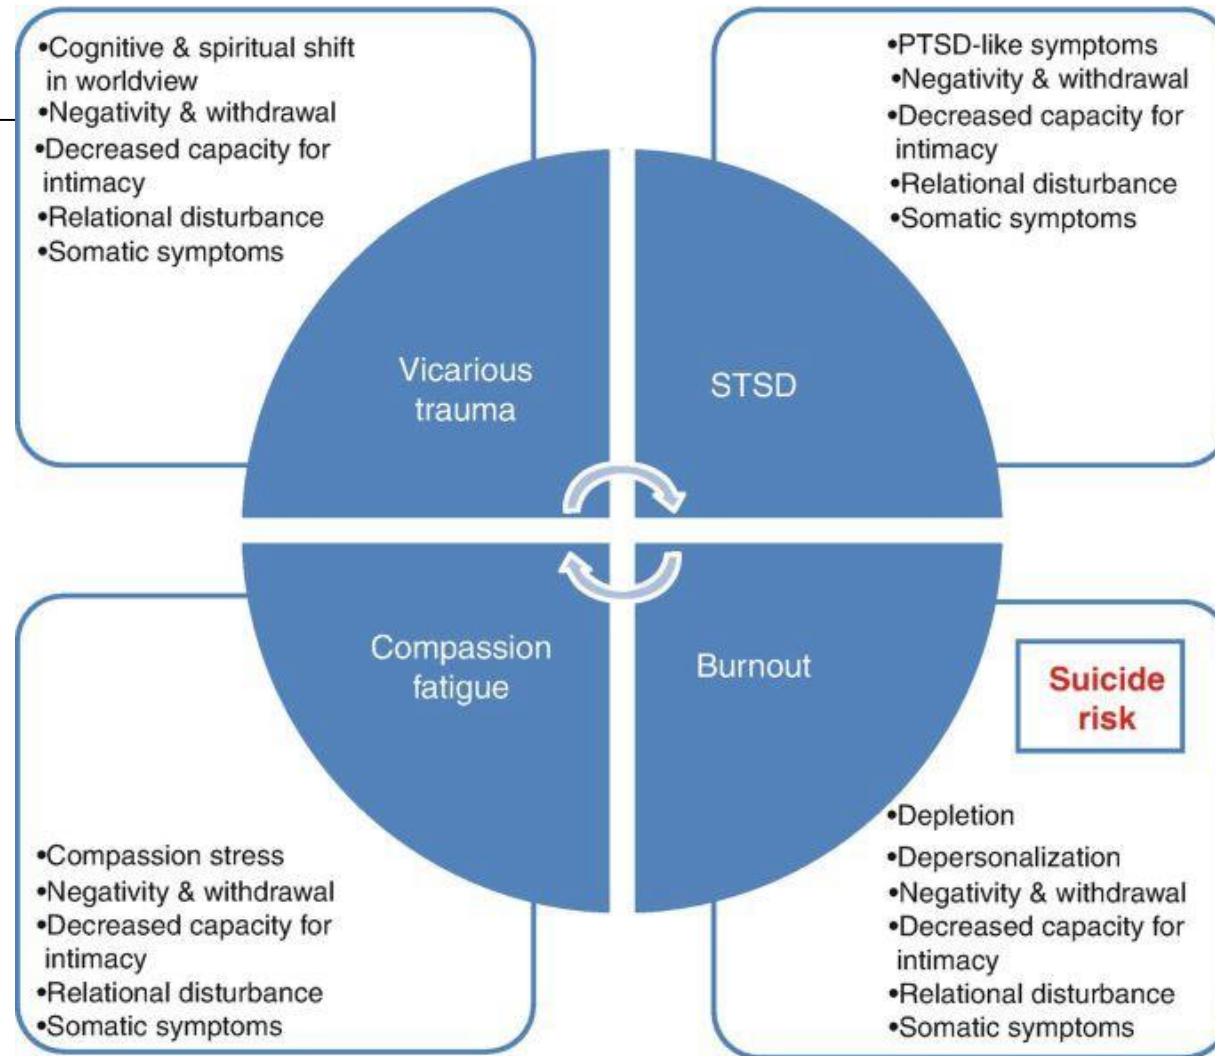 •Cognitive & spiritual shift
in worldview
•Negativity & withdrawal
•Decreased capacity for
intimacy
•Relational disturbance
•Somatic symptoms
•PTSD-like symptoms
•Negativity & withdrawal
•Decreased capacity for
intimacy
•Relational disturbance
•Somatic symptoms
Vicarious
trauma
STSD
Compassion
fatigue
Burnout
Suicide
risk
•Compassion stress
•Negativity & withdrawal
•Decreased capacity for
intimacy
•Relational disturbance
•Somatic symptoms
•Depletion
•Depersonalization
•Negativity & withdrawal
•Decreased capacity for
intimacy
•Relational disturbance
•Somatic symptoms